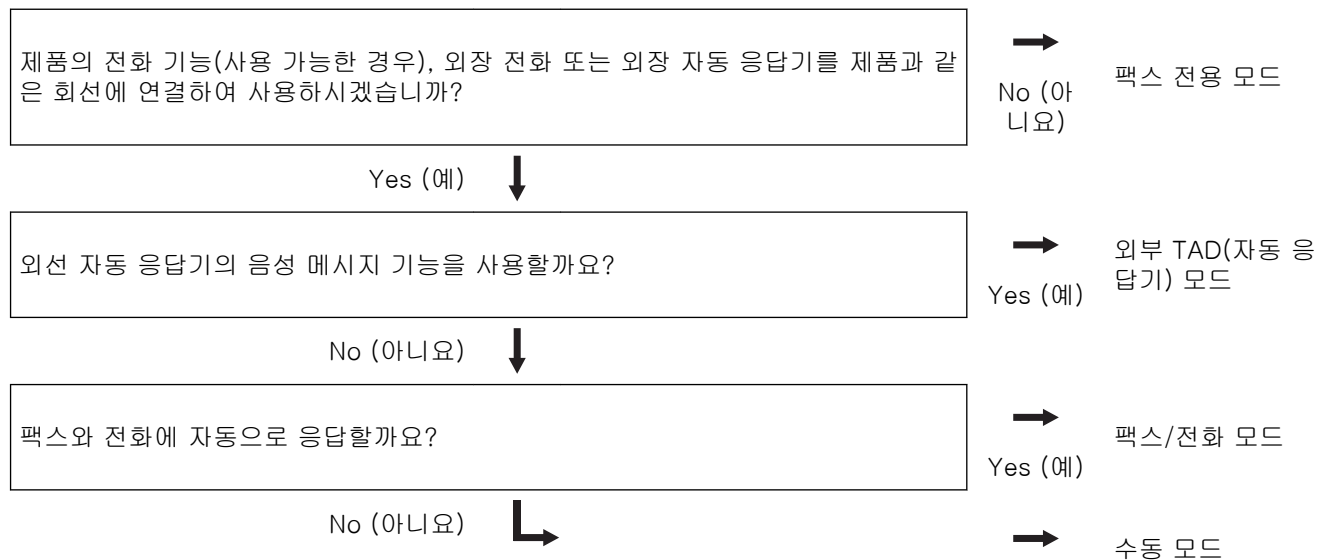 제품의 전화 기능(사용 가능한 경우), 외장 전화 또는 외장 자동 응답기를 제품과 같
은 회선에 연결하여 사용하시겠습니까?
No (아
니요)
팩스 전용 모드
Yes (예)
외선 자동 응답기의 음성 메시지 기능을 사용할까요?
Yes (예)
외부 TAD(자동 응
답기) 모드
No (아니요)
팩스와 전화에 자동으로 응답할까요?
Yes (예)
팩스/전화 모드
No (아니요)
수동 모드